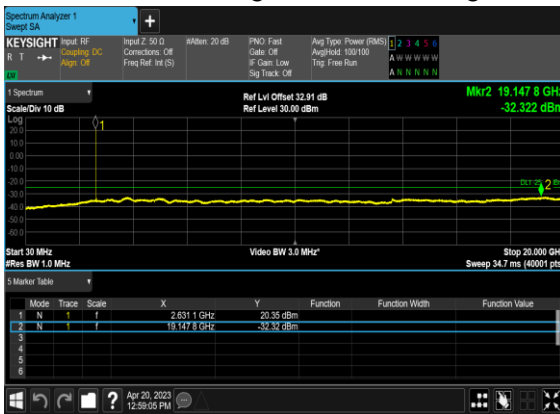 Spectrum Analyzer 1
Swept SA
KEYSIGHT Input: RF Input Z: 50 Ω #Atten: 20 dB PNO: Fast Avg Type: Power (RMS) 1 2 3 4 5 6
R T Coupling: DC Corrections: Off Gate: Off Avg|Hold: 100/100 A W W W W W
Align: Off Freq Ref: Int (S) IF Gain: Low Trig: Free Run
LV Sig Track: Off A N N N N N
1 Spectrum
Scale/Div 10 dB Ref Lvl Offset 32.91 dB Mkr2 19.147 8 GHz
Log Ref Level 30.00 dBm -32.322 dBm
20.0
10.0
0.00
-10.0
-20.0
-30.0
-40.0
-50.0
-60.0
1
2
Start 30 MHz Video BW 3.0 MHz* Stop 20.000 GH
#Res BW 1.0 MHz Sweep 34.7 ms (40001 pts
5 Marker Table
Mode Trace Scale X Y Function Function Width Function Value
1 N 1 f 2.631 1 GHz 20.35 dBm
2 N 1 f 19.147 8 GHz -32.32 dBm
3
4
5
6
? Apr 20, 2023
12:59:05 PM